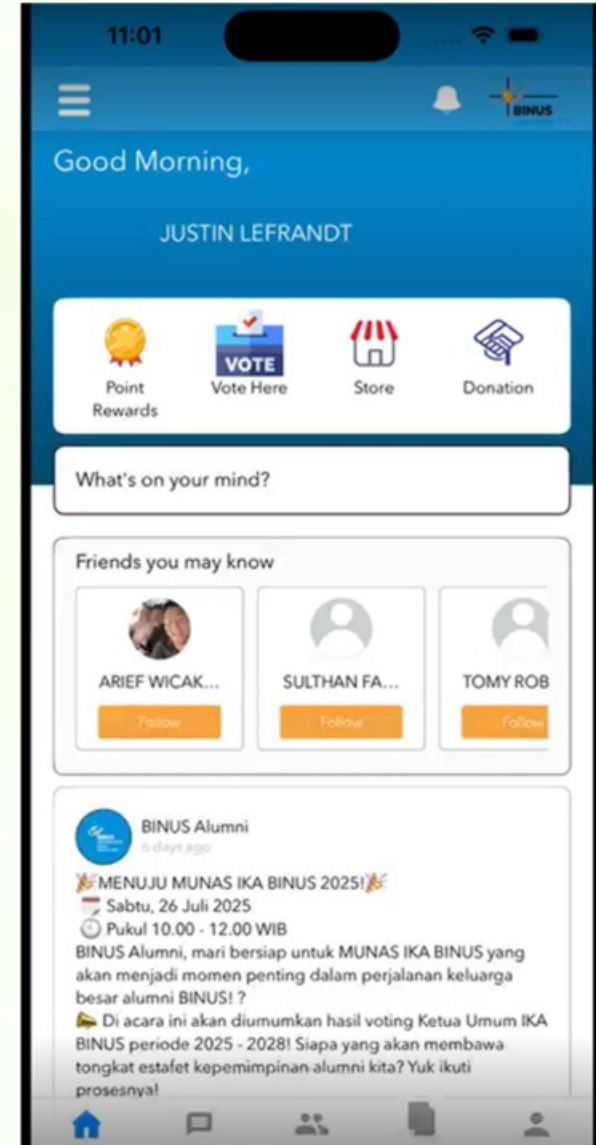 11:01
BINUS
Good Morning,
JUSTIN LEFRANDT
VOTE
Point
Rewards
Vote Here
Store
Donation
What's on your mind?
Friends you may know
ARIEF WICAK...
SULTHAN FA...
TOMY ROB
Follow
Follow
Follow
BINUS Alumni
6 days ago
🎉MENUJU MUNAS IKA BINUS 2025!🎉
🗓️ Sabtu, 26 Juli 2025
🕙 Pukul 10.00 - 12.00 WIB
BINUS Alumni, mari bersiap untuk MUNAS IKA BINUS yang
akan menjadi momen penting dalam perjalanan keluarga
besar alumni BINUS! ?
📣 Di acara ini akan diumumkan hasil voting Ketua Umum IKA
BINUS periode 2025 - 2028! Siapa yang akan membawa
tongkat estafet kepemimpinan alumni kita? Yuk ikuti
prosesnya!